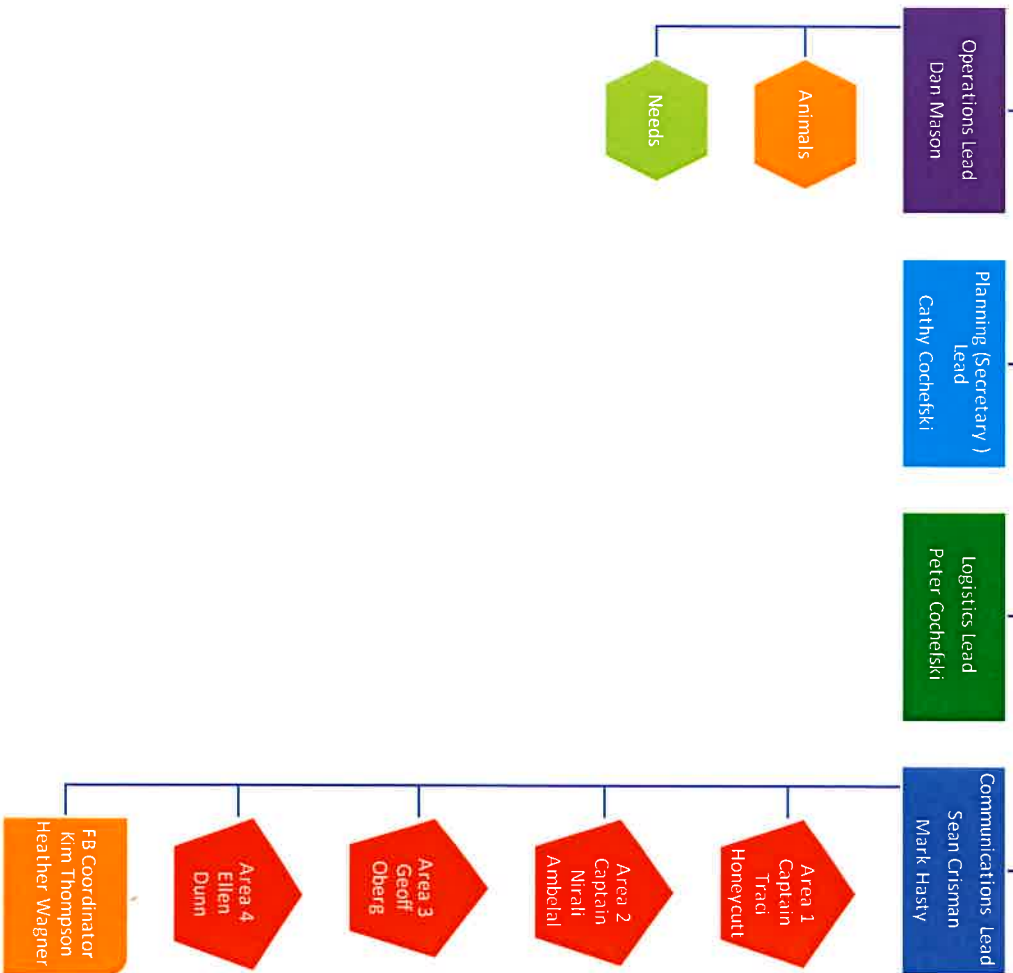 Operations Lead
Dan Mason
Animals
Needs
Planning (Secretary )
Lead
Cathy Cochefski
Logistics Lead
Peter Cochefski
Communications Lead
Sean Crisman
Mark Hasty
Area 1
Captain
Traci
Honeycutt
Area 2
Captain
Nirali
Ambelal
Area 3
Geoff
Oberg
Area 4
Ellen
Dunn
FB Coordinator
Kim Thompson
Heather Wagner